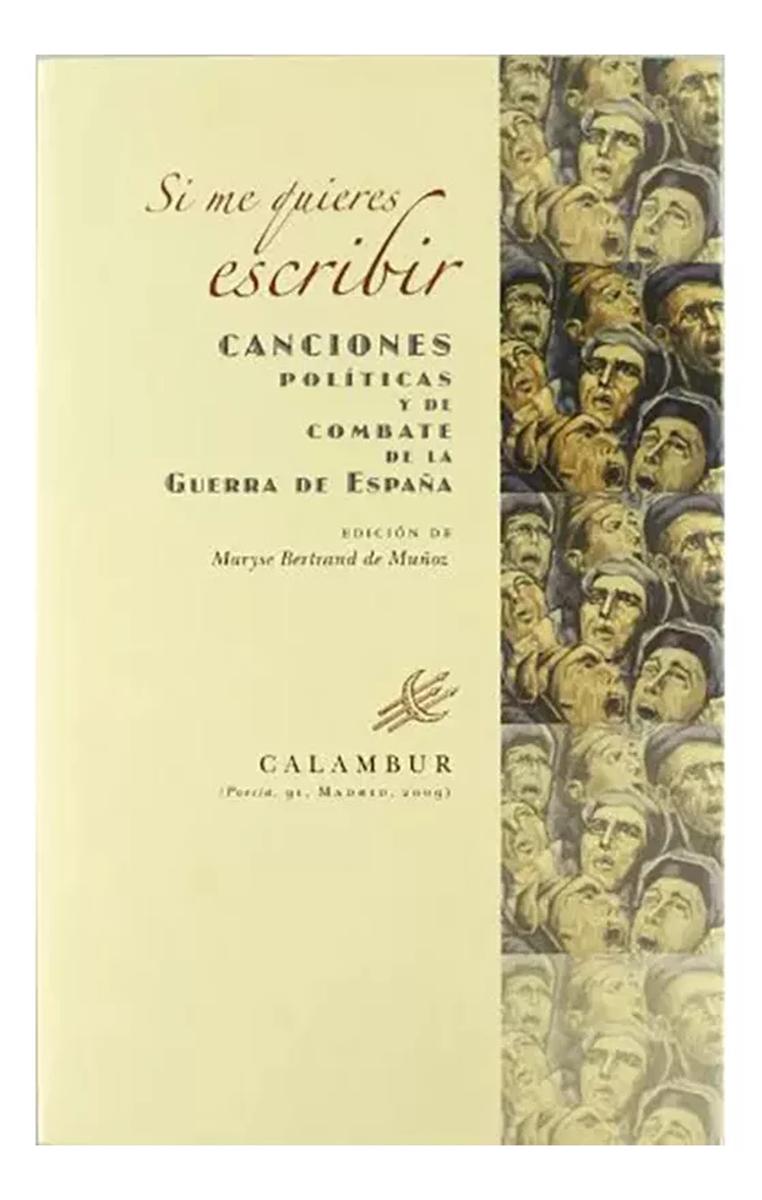 Si me quieres
escribir
CANCIONES
POLÍTICAS
Y DE
COMBATE
DE LA
GUERRA DE ESPAÑA
EDICIÓN DE
Maryse Bertrand de Muñoz
CALAMBUR
(Poesía, 91, MADRID, 2009)